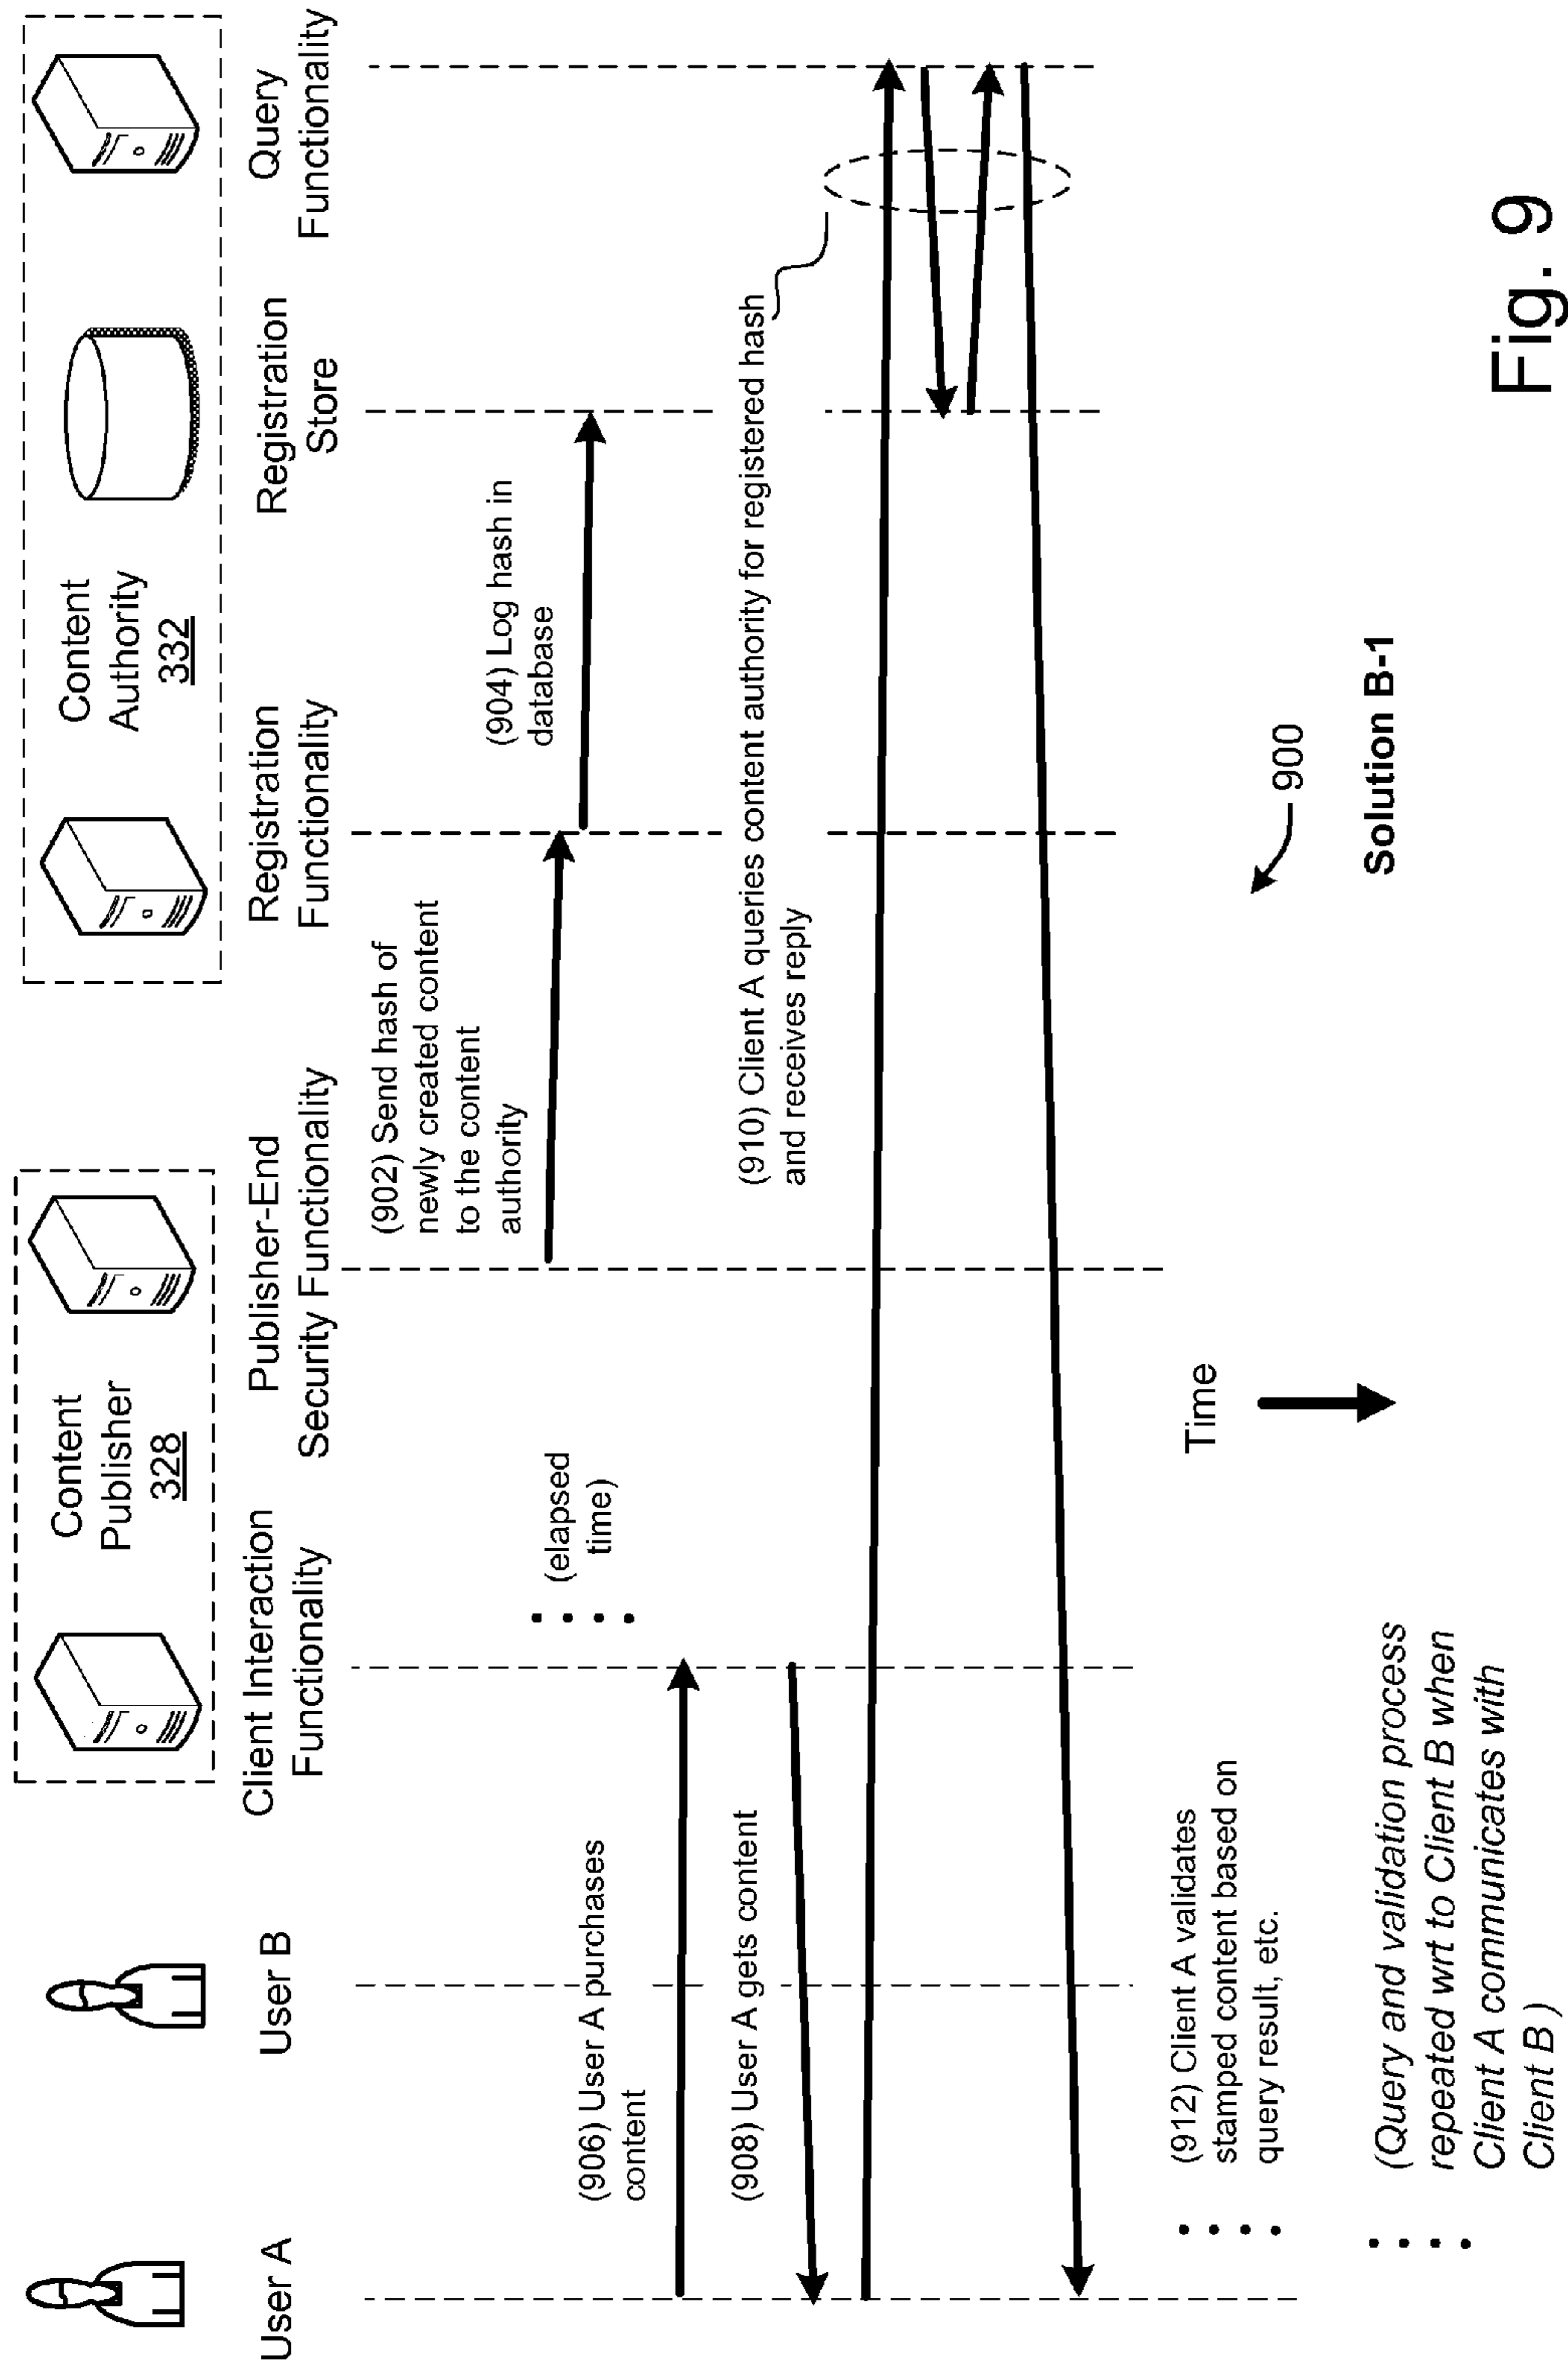 User A
User B
Client Interaction
Functionality
Content
Publisher
328
Publisher-End
Security Functionality
Registration
Functionality
Content
Authority
332
Registration
Store
Query
Functionality
(902) Send hash of
newly created content
to the content
authority
(904) Log hash in
database
(elapsed
time)
(906) User A purchases
content
(908) User A gets content
(910) Client A queries content authority for registered hash
and receives reply
(912) Client A validates
stamped content based on
query result, etc.
Time
900
(Query and validation process
repeated wrt to Client B when
Client A communicates with
Client B )
Solution B-1
Fig. 9